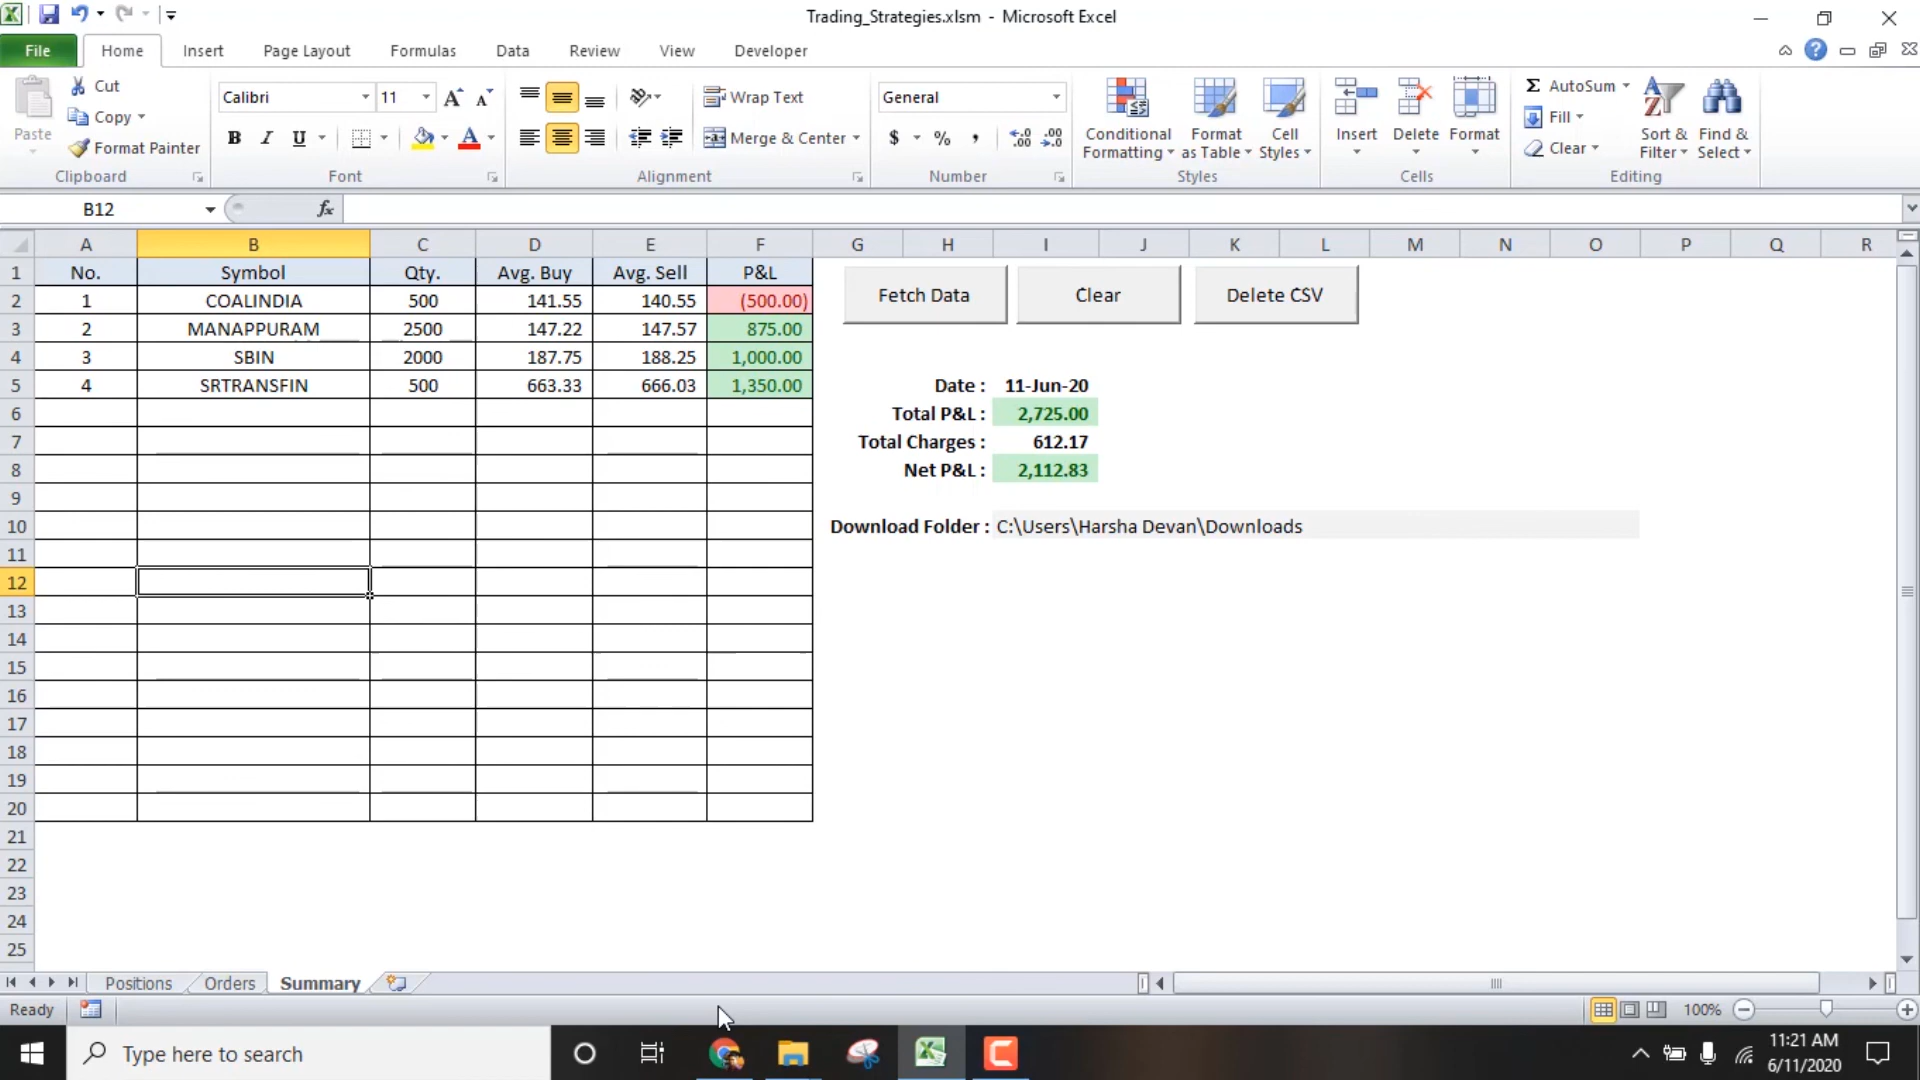 Trading_Strategies.xlsm - Microsoft Excel
File Home Insert Page Layout Formulas Data Review View Developer
Paste Cut Copy Format Painter Clipboard
Calibri 11 B I U Font
Wrap Text Merge & Center Alignment
General $ % , Number
Conditional Formatting Format as Table Cell Styles Styles
Insert Delete Format Cells
AutoSum Fill Clear Sort & Filter Find & Select Editing
B12 fx
A B C D E F G H I J K L M N O P Q R
1 No. Symbol Qty. Avg. Buy Avg. Sell P&L
2 1 COALINDIA 500 141.55 140.55 (500.00)
3 2 MANAPPURAM 2500 147.22 147.57 875.00
4 3 SBIN 2000 187.75 188.25 1,000.00
5 4 SRTRANSFIN 500 663.33 666.03 1,350.00
6
7
8
9
10
11
12
13
14
15
16
17
18
19
20
21
22
23
24
25
Fetch Data Clear Delete CSV
Date : 11-Jun-20
Total P&L : 2,725.00
Total Charges : 612.17
Net P&L : 2,112.83
Download Folder : C:\Users\Harsha Devan\Downloads
Positions Orders Summary
Ready 100%
Type here to search
11:21 AM
6/11/2020